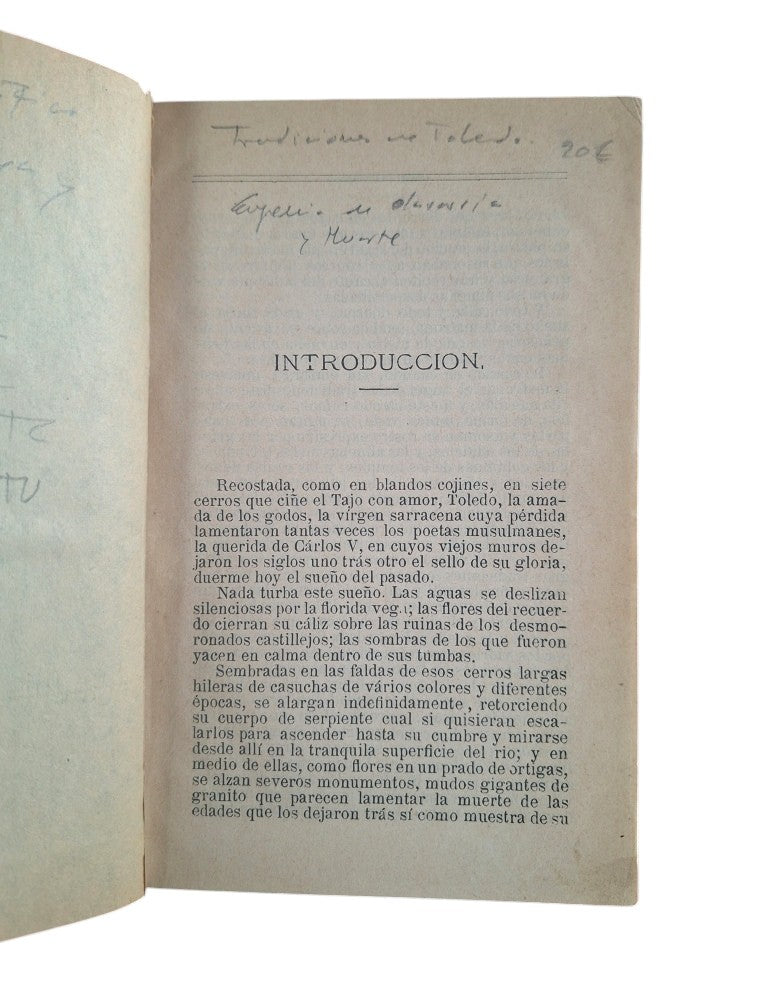 Tradiciones de Toledo.
20€
Eugenio de Olavarría
y Huarte
INTRODUCCION.
Recostada, como en blandos cojines, en siete
cerros que ciñe el Tajo con amor, Toledo, la ama-
da de los godos, la vírgen sarracena cuya pérdida
lamentaron tantas veces los poetas musulmanes,
la querida de Cárlos V, en cuyos viejos muros de-
jaron los siglos uno trás otro el sello de su gloria,
duerme hoy el sueño del pasado.
Nada turba este sueño. Las aguas se deslizan
silenciosas por la florida vega; las flores del recuer-
do cierran su cáliz sobre las ruinas de los desmo-
ronados castillejos; las sombras de los que fueron
yacen en calma dentro de sus tumbas.
Sembradas en las faldas de esos cerros largas
hileras de casuchas de vários colores y diferentes
épocas, se alargan indefinidamente, retorciendo
su cuerpo de serpiente cual si quisieran esca-
larlos para ascender hasta su cumbre y mirarse
desde allí en la tranquila superficie del rio; y en
medio de ellas, como flores en un prado de ortigas,
se alzan severos monumentos, mudos gigantes de
granito que parecen lamentar la muerte de las
edades que los dejaron trás sí como muestra de su